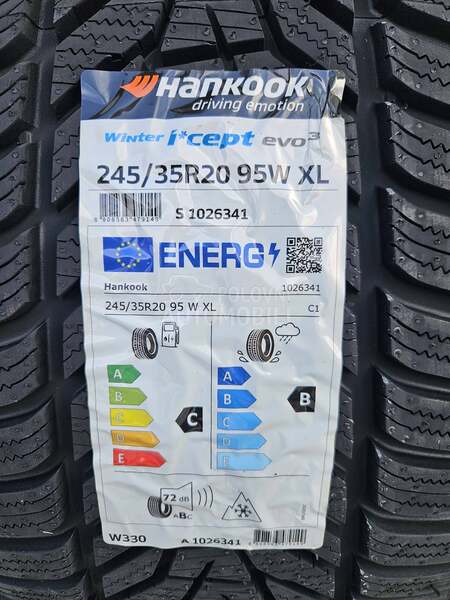 HANKOOK
driving emotion
Winter i*cept evo³
245/35R20 95W XL
S 1026341
ENERG
Hankook 1026341
245/35R20 95 W XL C1
A A
B B B
C C C
D D
E E
72 dB
ABC
W330 A 1026341